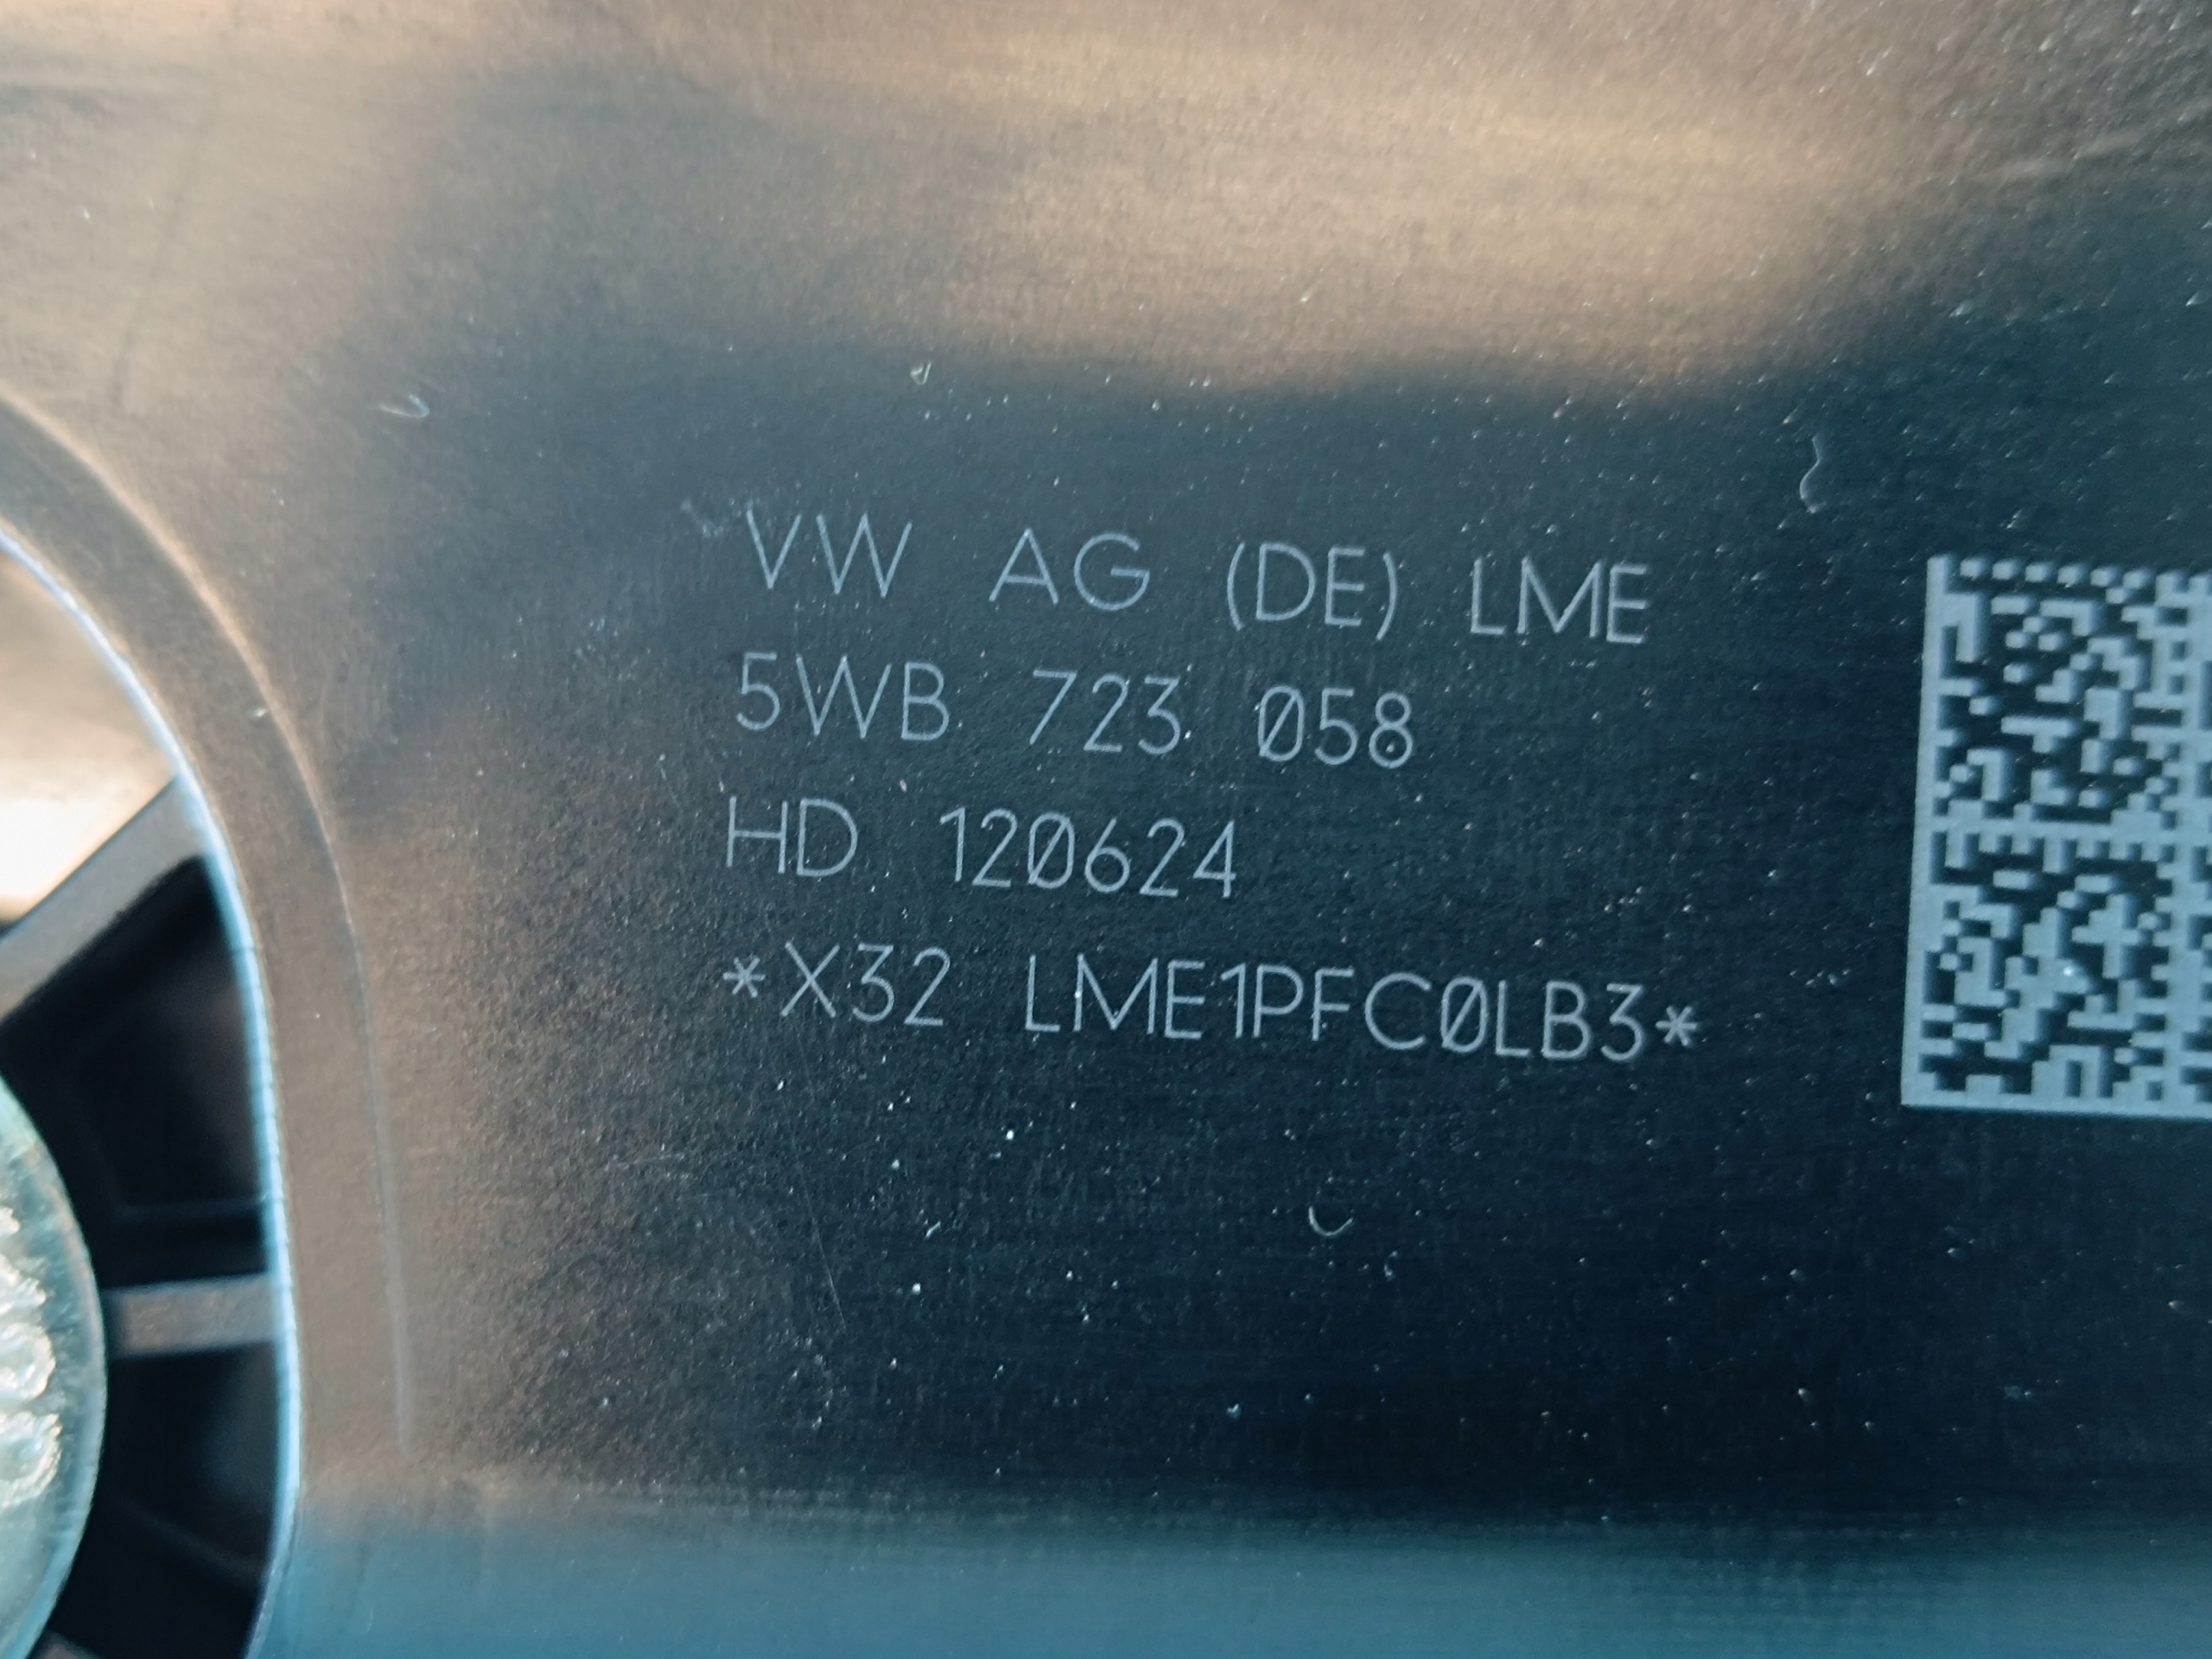 VW AG (DE) LME
5WB 723 058
HD 120624
*X32 LME1PFC0LB3*